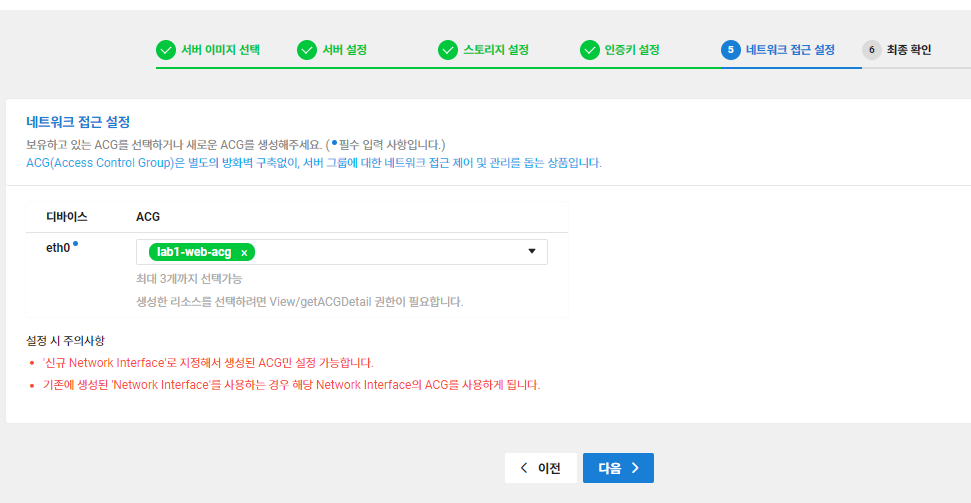 서버 이미지 선택 서버 설정 스토리지 설정 인증키 설정 5 네트워크 접근 설정 6 최종 확인
네트워크 접근 설정
보유하고 있는 ACG를 선택하거나 새로운 ACG를 생성해주세요. (•필수 입력 사항입니다.)
ACG(Access Control Group)은 별도의 방화벽 구축없이, 서버 그룹에 대한 네트워크 접근 제어 및 관리를 돕는 상품입니다.
디바이스 ACG
eth0• lab1-web-acg x
최대 3개까지 선택가능
생성한 리소스를 선택하려면 View/getACGDetail 권한이 필요합니다.
설정 시 주의사항
• '신규 Network Interface'로 지정해서 생성된 ACG만 설정 가능합니다.
• 기존에 생성된 'Network Interface'를 사용하는 경우 해당 Network Interface의 ACG를 사용하게 됩니다.
< 이전 다음 >